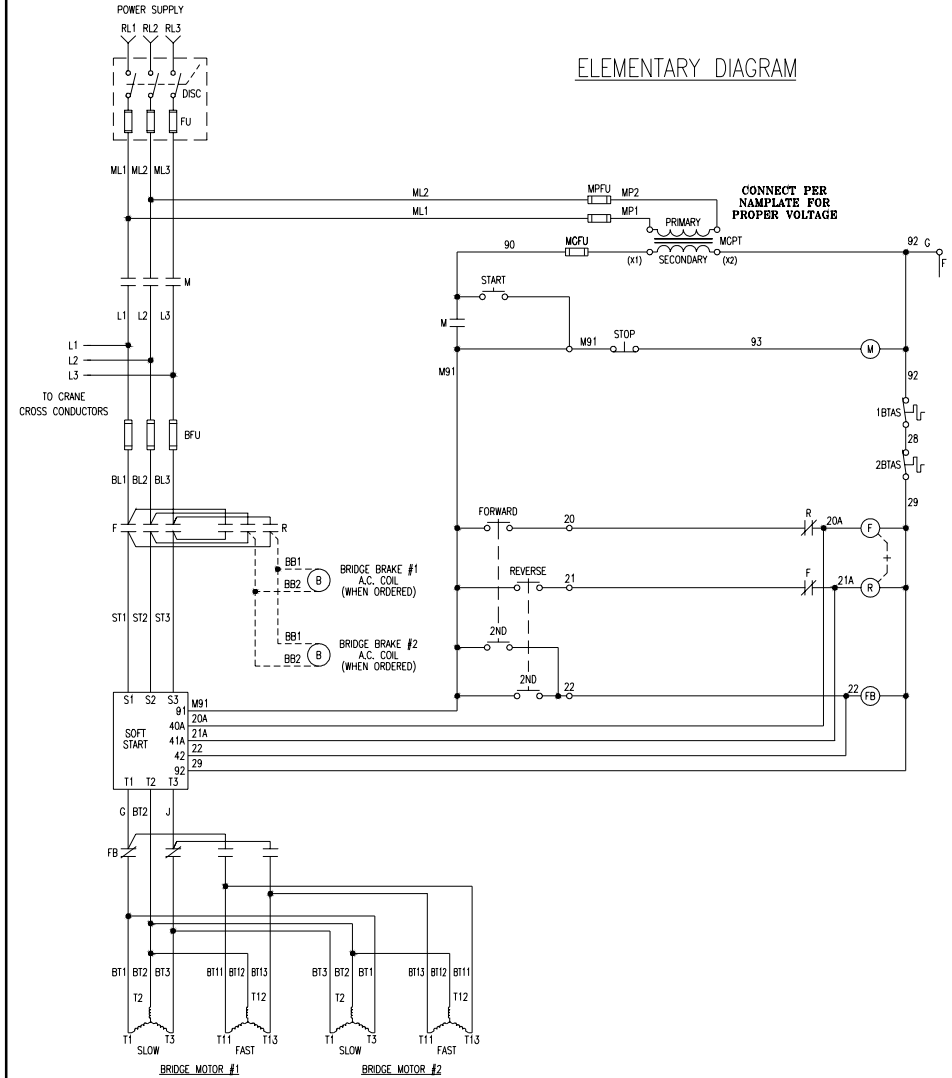 POWER SUPPLY
RL1 RL2 RL3
ELEMENTARY DIAGRAM
DISC
FU
ML1 ML2 ML3
ML2 MPFU MP2
ML1 MP1
CONNECT PER
NAMPLATE FOR
PROPER VOLTAGE
PRIMARY
90 MCFU MCPT 92 G
(X1) SECONDARY (X2) F
START
M
L1 L2 L3
M
STOP
L1
M91 93 M
L2
L3
M91
92
TO CRANE
CROSS CONDUCTORS
1BTAS
BFU
28
2BTAS
BL1 BL2 BL3
29
FORWARD
20 R 20A F
F R
BB1
BRIDGE BRAKE #1
B A.C. COIL
BB2
(WHEN ORDERED)
REVERSE
21 F 21A R
ST1 ST2 ST3
2ND
BB1
BRIDGE BRAKE #2
B A.C. COIL
BB2
(WHEN ORDERED)
2ND
22 22 FB
S1 S2 S3
91 M91
40A 20A
SOFT
START
41A 21A
42 22
92 29
T1 T2 T3
G BT2 J
FB
BT1 BT2 BT3 BT11 BT12 BT13 BT3 BT2 BT1 BT13 BT12 BT11
T2 T12 T2 T12
T1 T3 T11 T13 T1 T3 T11 T13
SLOW FAST SLOW FAST
BRIDGE MOTOR #1 BRIDGE MOTOR #2